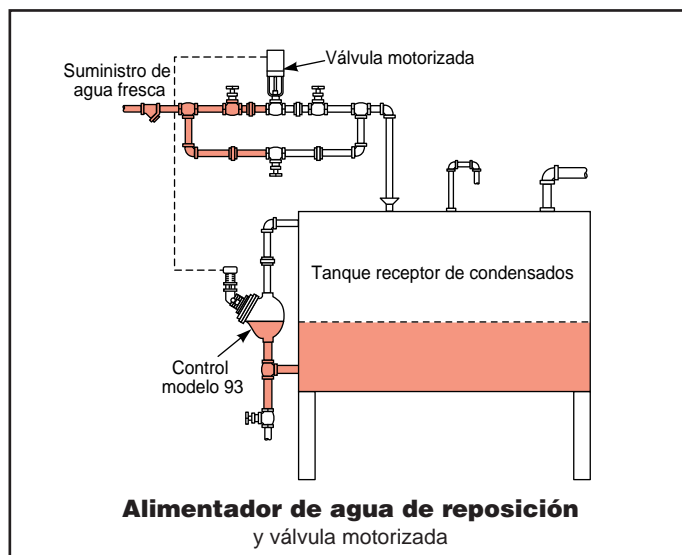 Válvula motorizada
Suministro de
agua fresca
Tanque receptor de condensados
Control
modelo 93
Alimentador de agua de reposición
y válvula motorizada